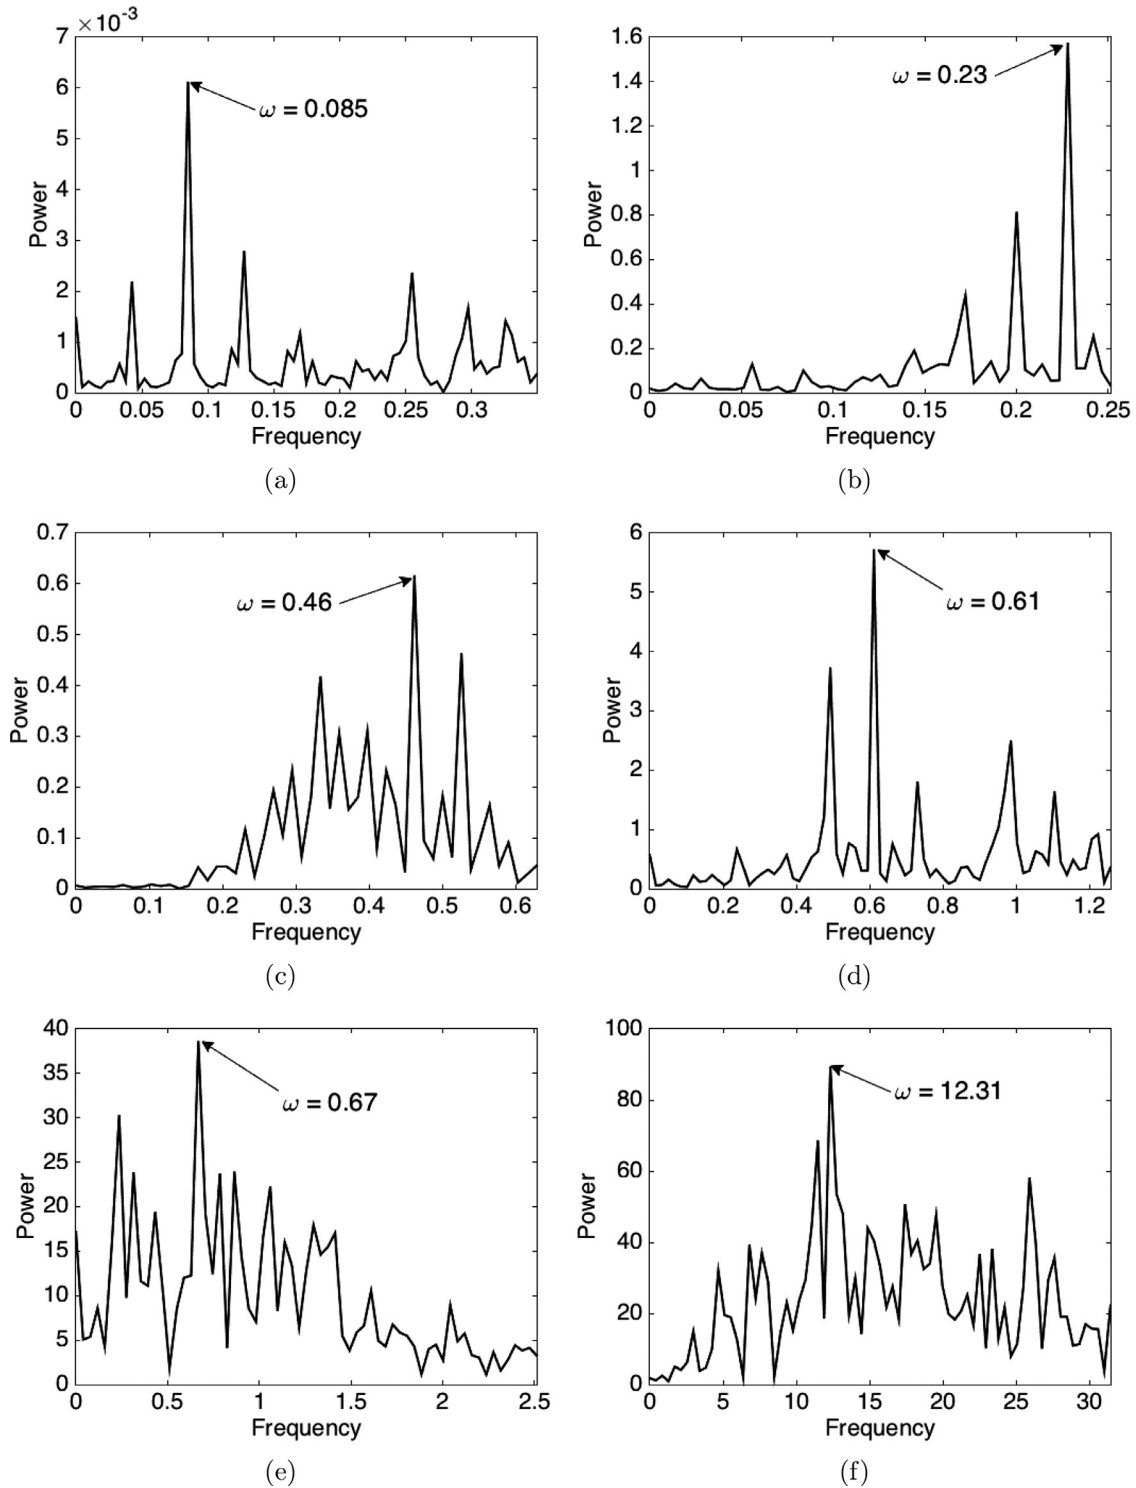 ×10-3
7
6
5
4
3
2
1
0
Power
ω = 0.085
0 0.05 0.1 0.15 0.2 0.25 0.3
Frequency
(a)
1.6
1.4
1.2
1
0.8
0.6
0.4
0.2
0
Power
ω = 0.23
0 0.05 0.1 0.15 0.2 0.25
Frequency
(b)
0.7
0.6
0.5
0.4
0.3
0.2
0.1
0
Power
ω = 0.46
0 0.1 0.2 0.3 0.4 0.5 0.6
Frequency
(c)
6
5
4
3
2
1
0
Power
ω = 0.61
0 0.2 0.4 0.6 0.8 1 1.2
Frequency
(d)
40
35
30
25
20
15
10
5
0
Power
ω = 0.67
0 0.5 1 1.5 2 2.5
Frequency
(e)
100
80
60
40
20
0
Power
ω = 12.31
0 5 10 15 20 25 30
Frequency
(f)